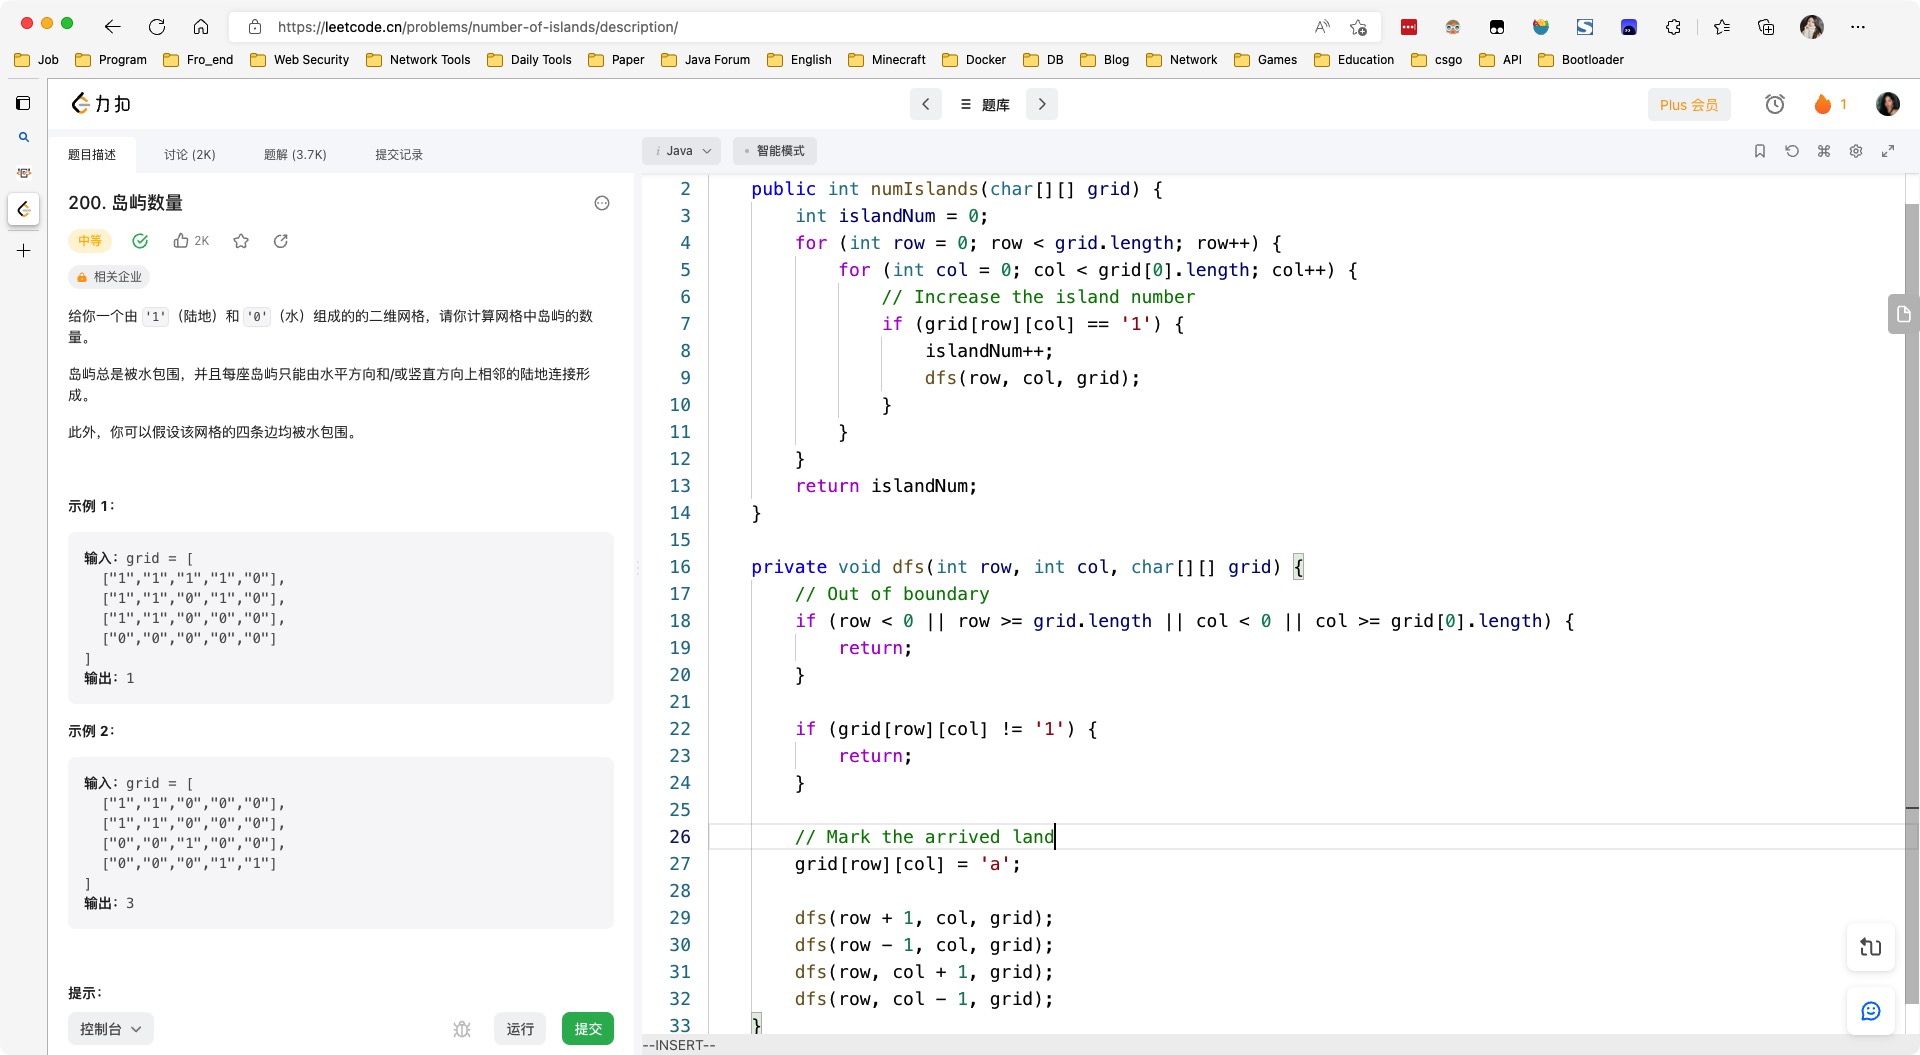 https://leetcode.cn/problems/number-of-islands/description/
Job Program Fro_end Web Security Network Tools Daily Tools Paper Java Forum English Minecraft Docker DB Blog Network Games Education csgo API Bootloader
力扣
题库
Plus 会员
1
题目描述 讨论 (2K) 题解 (3.7K) 提交记录
200. 岛屿数量
中等 2K
相关企业
给你一个由 '1'（陆地）和 '0'（水）组成的的二维网格，请你计算网格中岛屿的数
量。
岛屿总是被水包围，并且每座岛屿只能由水平方向和/或竖直方向上相邻的陆地连接形
成。
此外，你可以假设该网格的四条边均被水包围。
示例 1：
输入：grid = [
["1","1","1","1","0"],
["1","1","0","1","0"],
["1","1","0","0","0"],
["0","0","0","0","0"]
]
输出：1
示例 2：
输入：grid = [
["1","1","0","0","0"],
["1","1","0","0","0"],
["0","0","1","0","0"],
["0","0","0","1","1"]
]
输出：3
提示：
控制台 运行 提交
i Java 智能模式
2 public int numIslands(char[][] grid) {
3 int islandNum = 0;
4 for (int row = 0; row < grid.length; row++) {
5 for (int col = 0; col < grid[0].length; col++) {
6 // Increase the island number
7 if (grid[row][col] == '1') {
8 islandNum++;
9 dfs(row, col, grid);
10 }
11 }
12 }
13 return islandNum;
14 }
15
16 private void dfs(int row, int col, char[][] grid) {
17 // Out of boundary
18 if (row < 0 || row >= grid.length || col < 0 || col >= grid[0].length) {
19 return;
20 }
21
22 if (grid[row][col] != '1') {
23 return;
24 }
25
26 // Mark the arrived land
27 grid[row][col] = 'a';
28
29 dfs(row + 1, col, grid);
30 dfs(row - 1, col, grid);
31 dfs(row, col + 1, grid);
32 dfs(row, col - 1, grid);
33 }
--INSERT--